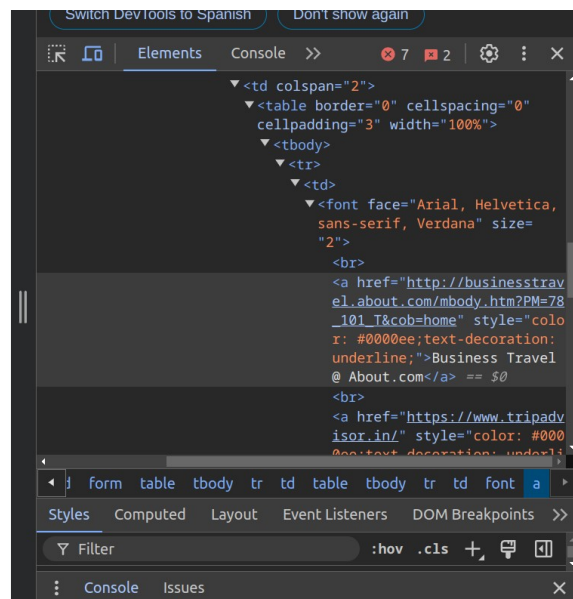 Switch DevTools to Spanish Don't show again
Elements Console 7 2
<td colspan="2">
<table border="0" cellspacing="0"
cellpadding="3" width="100%">
<tbody>
<tr>
<td>
<font face="Arial, Helvetica,
sans-serif, Verdana" size=
"2">
<br>
<a href="http://businesstrav
el.about.com/mbody.htm?PM=78
_101_T&cob=home" style="colo
r: #0000ee;text-decoration:
underline;">Business Travel
@ About.com</a> == $0
<br>
<a href="https://www.tripadv
isor.in/" style="color: #000
0ee;text-decoration: underli
form table tbody tr td table tbody tr td font a
Styles Computed Layout Event Listeners DOM Breakpoints
Filter :hov .cls
Console Issues